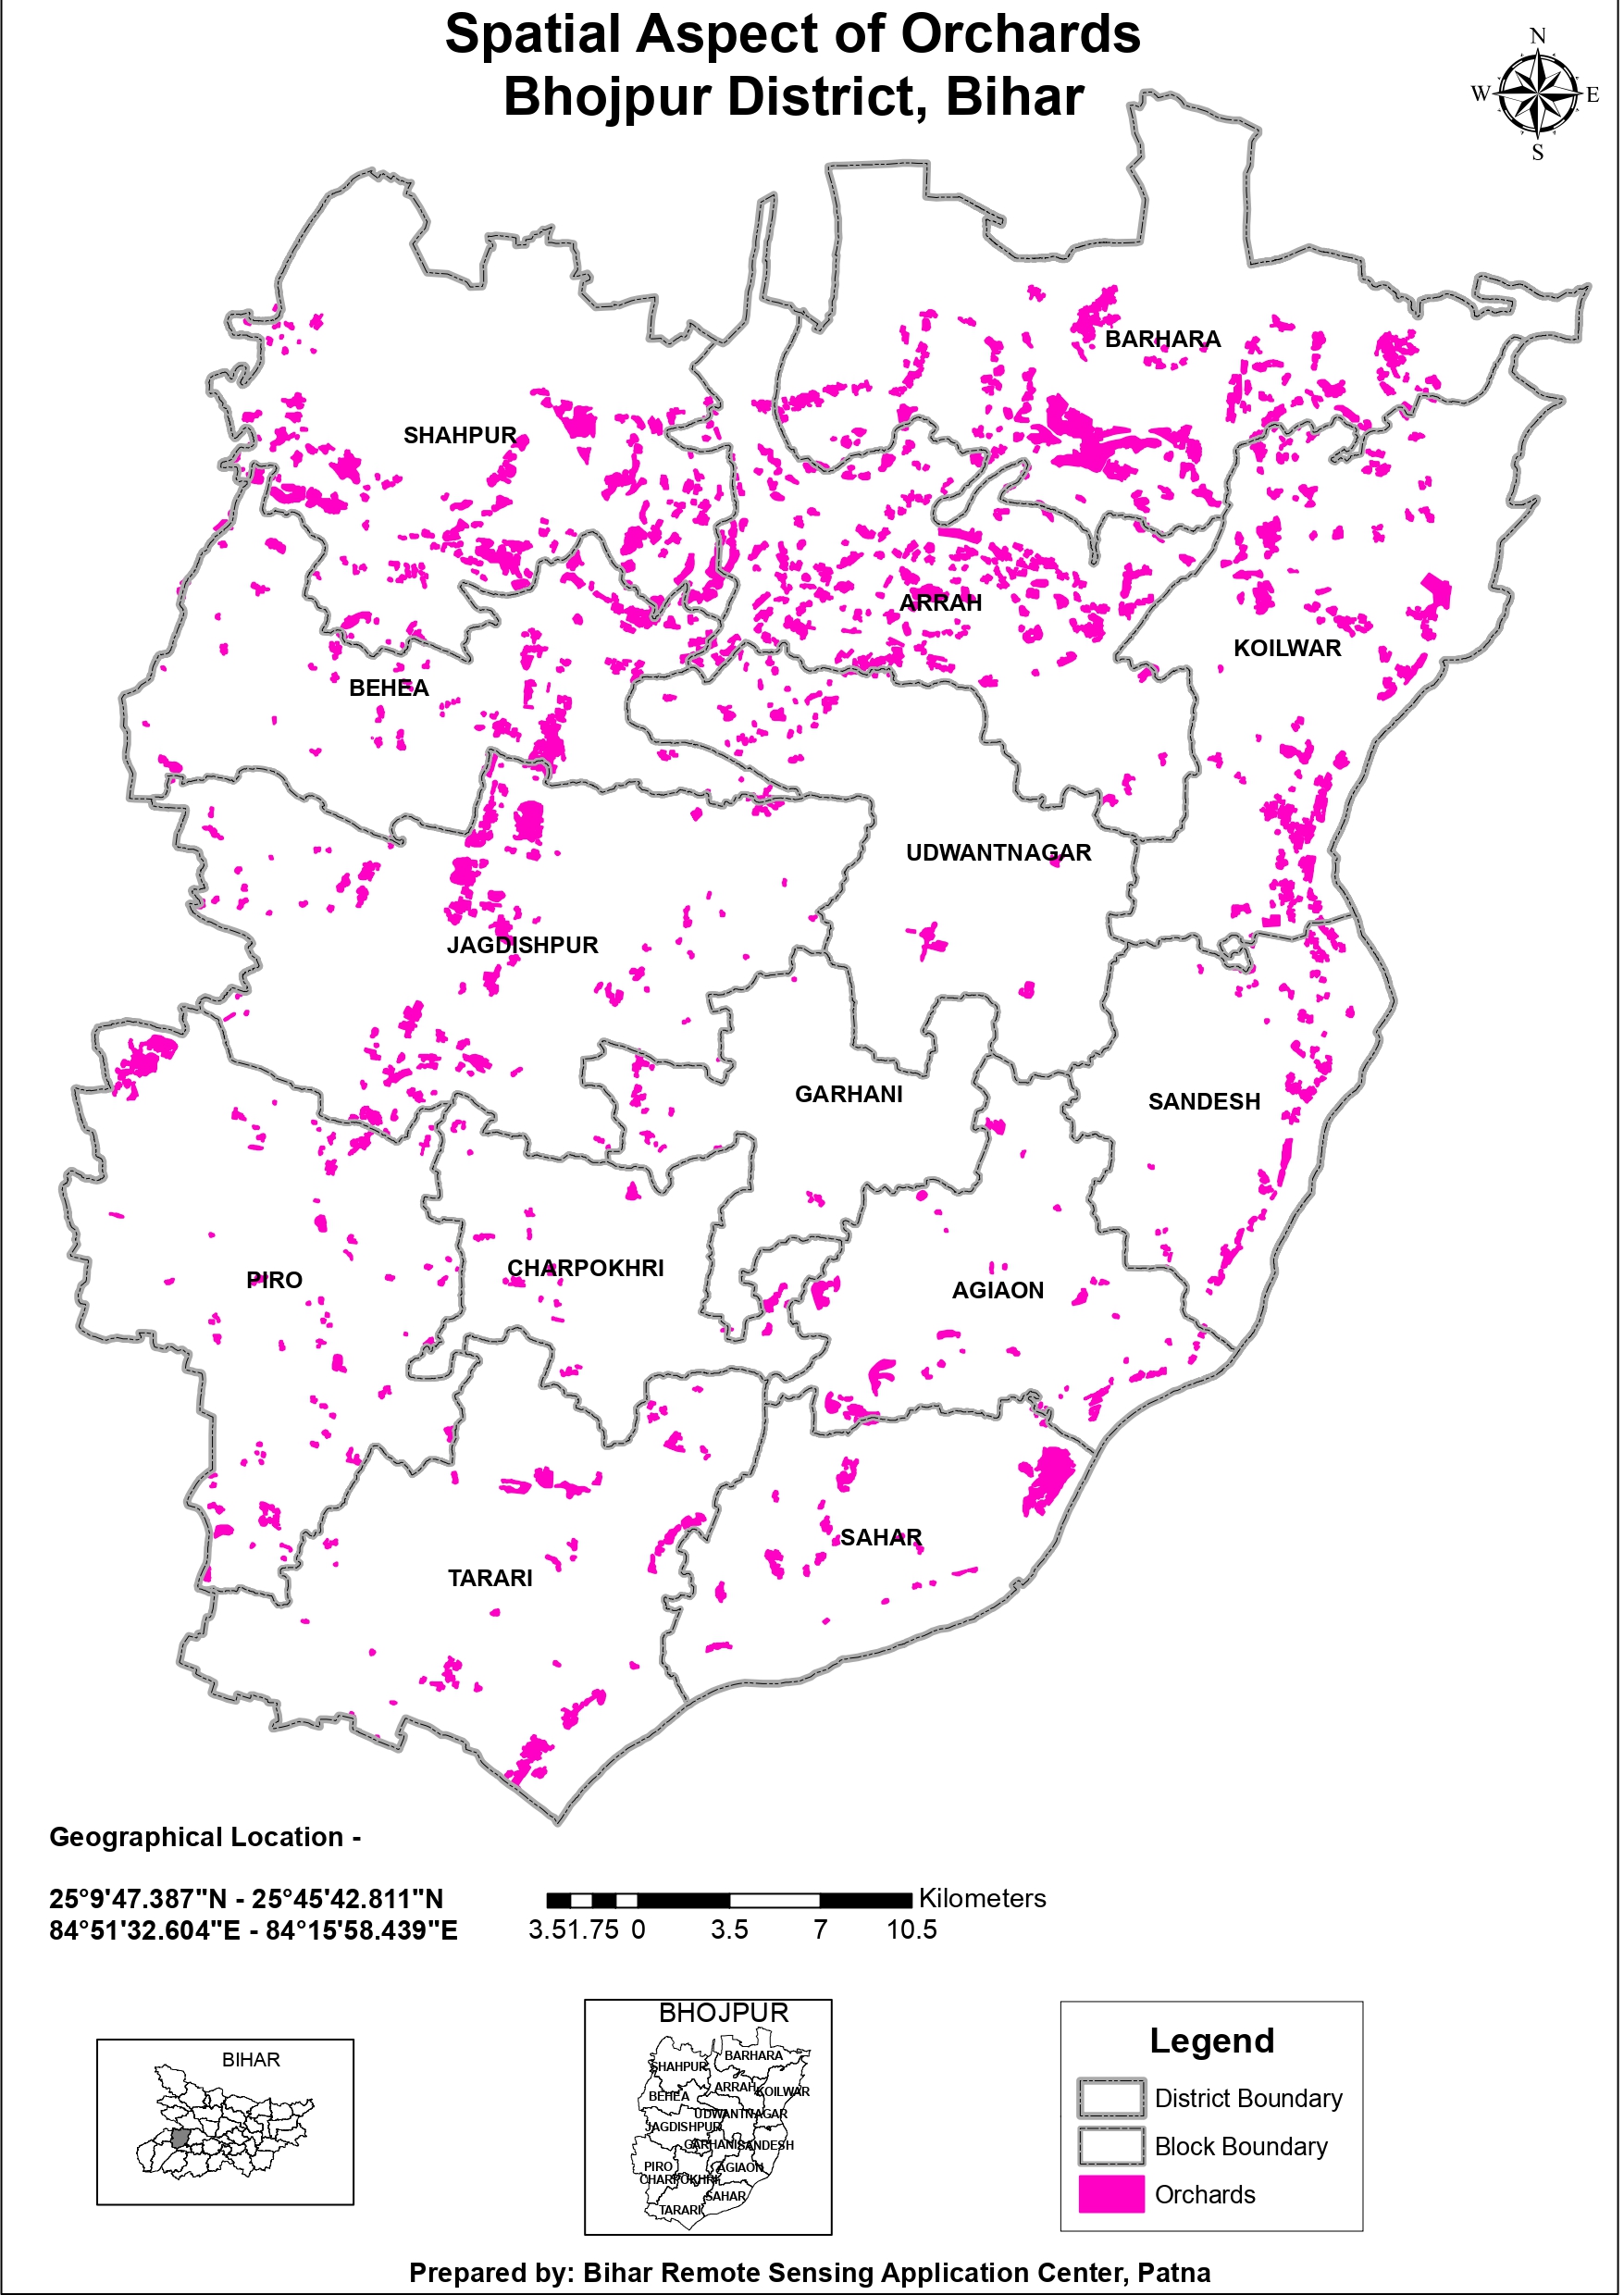 Spatial Aspect of Orchards
Bhojpur District, Bihar
N
W E
S
BARHARA
SHAHPUR
ARRAH
KOILWAR
BEHEA
UDWANTNAGAR
JAGDISHPUR
GARHANI
SANDESH
PIRO
CHARPOKHRI
AGIAON
SAHAR
TARARI
Geographical Location -
25°9'47.387"N - 25°45'42.811"N
84°51'32.604"E - 84°15'58.439"E
Kilometers
3.51.75 0 3.5 7 10.5
BIHAR
BHOJPUR
BARHARA
SHAHPUR
ARRAH
KOILWAR
BEHEA
UDWANTNAGAR
JAGDISHPUR
GARHANI
SANDESH
PIRO
AGIAON
CHARPOKHRI
SAHAR
TARARI
Legend
District Boundary
Block Boundary
Orchards
Prepared by: Bihar Remote Sensing Application Center, Patna